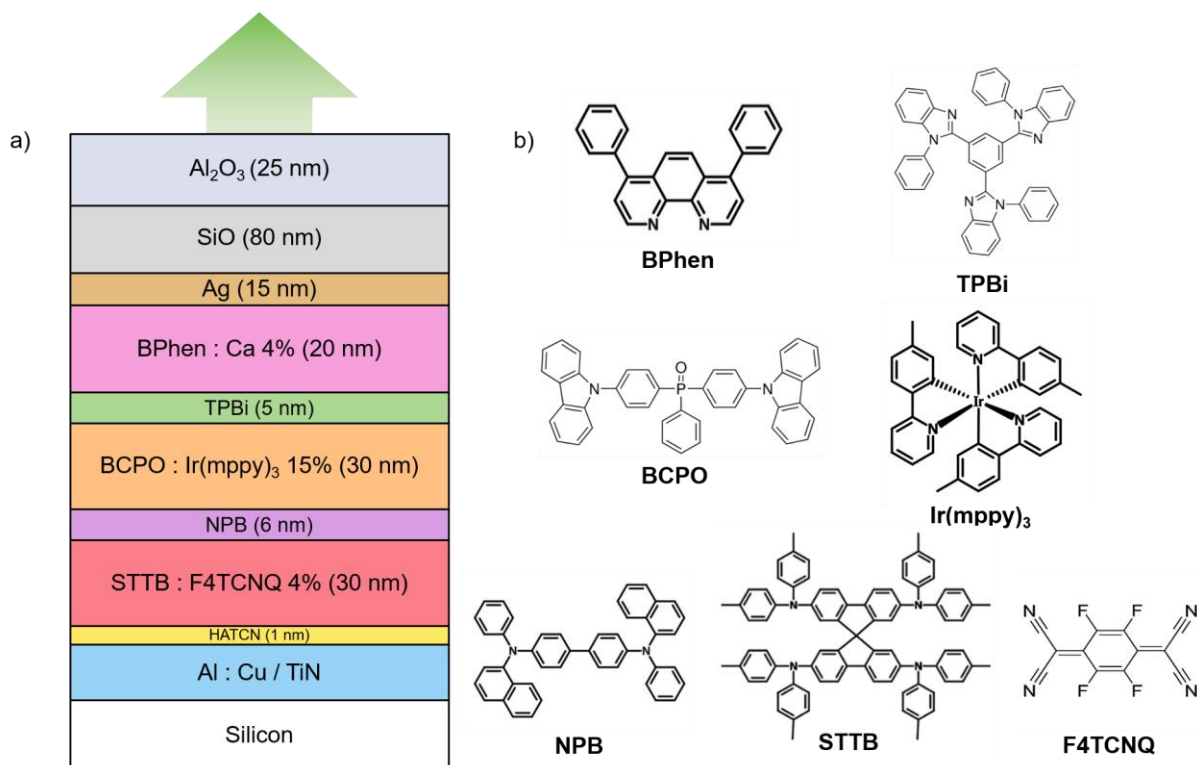 a)
Al₂O₃ (25 nm)
SiO (80 nm)
Ag (15 nm)
BPhen : Ca 4% (20 nm)
TPBi (5 nm)
BCPO : Ir(mppy)₃ 15% (30 nm)
NPB (6 nm)
STTB : F4TCNQ 4% (30 nm)
HATCN (1 nm)
Al : Cu / TiN
Silicon
b)
N N
BPhen
N N
N N
N N
TPBi
O
N P N
BCPO
N
Ir
N N
Ir(mppy)₃
N N
NPB
N N
N N
STTB
N F F N
N F F N
F4TCNQ